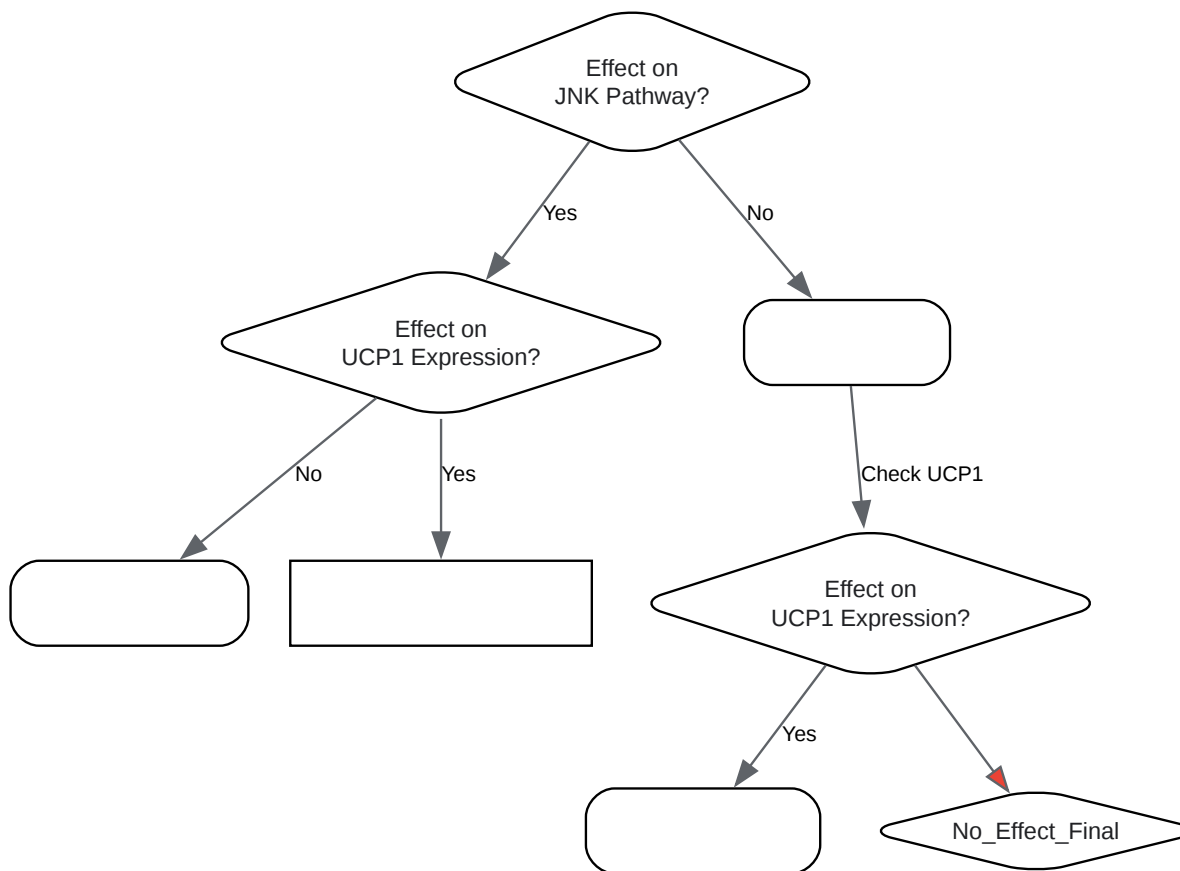 Effect on
JNK Pathway?
Yes
No
Effect on
UCP1 Expression?
No
Yes
Check UCP1
Effect on
UCP1 Expression?
Yes
No_Effect_Final